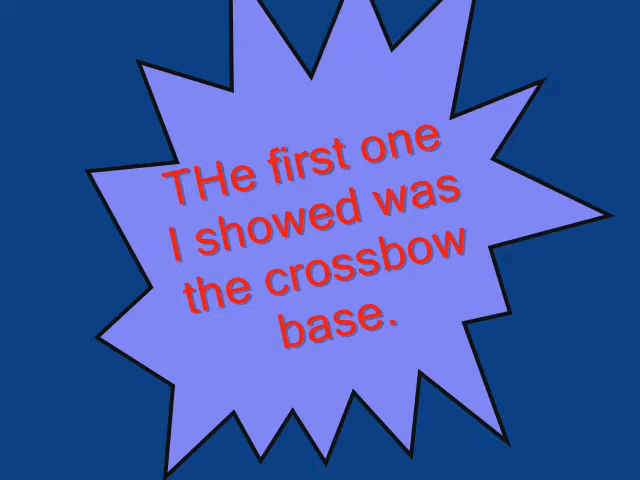 THe first one
I showed was
the crossbow
base.